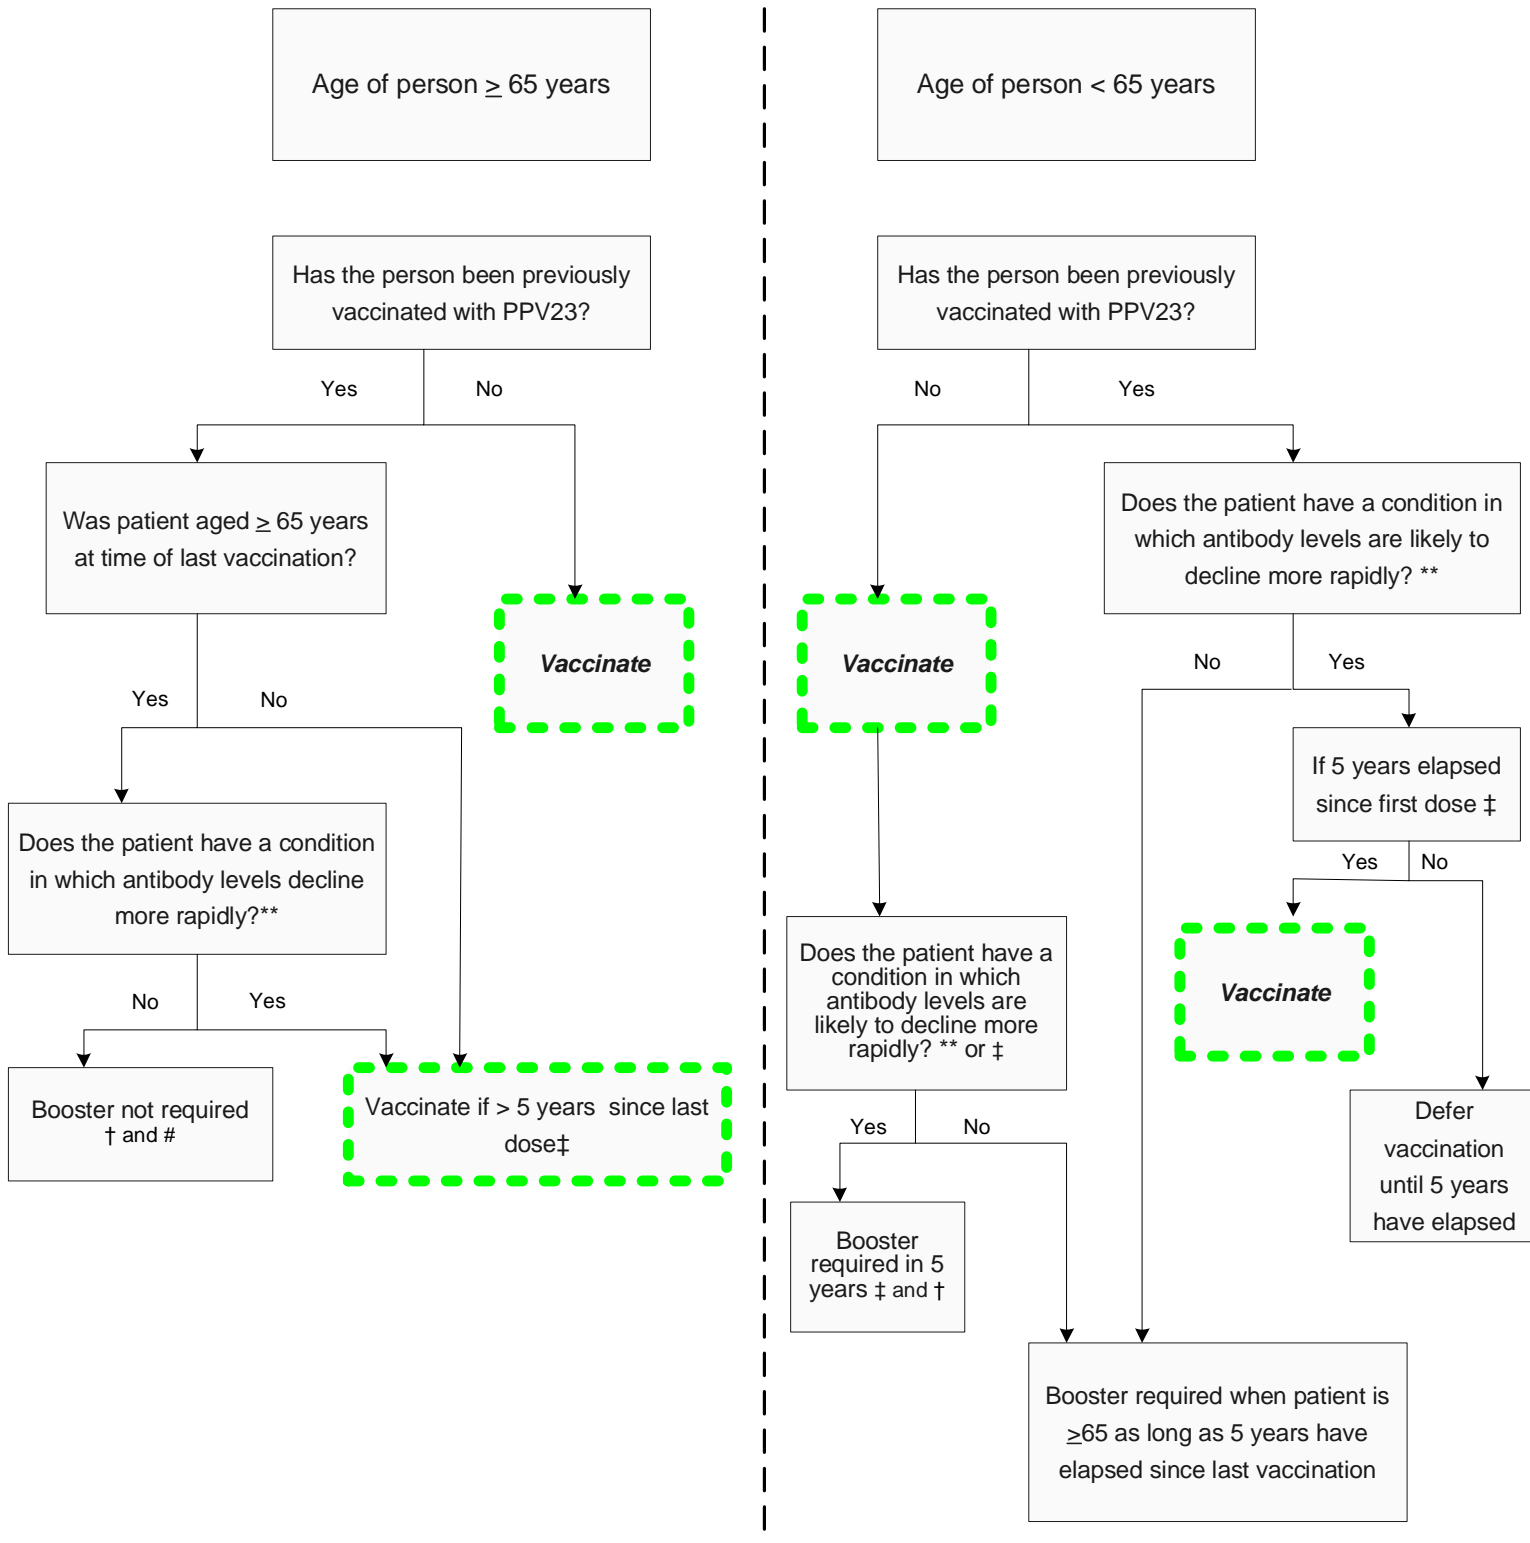 Age of person ≥ 65 years
Has the person been previously
vaccinated with PPV23?
Yes
No
Was patient aged ≥ 65 years
at time of last vaccination?
Vaccinate
Yes
No
Does the patient have a condition
in which antibody levels decline
more rapidly?**
No
Yes
Booster not required
† and #
Vaccinate if > 5 years since last
dose‡
Age of person < 65 years
Has the person been previously
vaccinated with PPV23?
No
Yes
Vaccinate
Does the patient have a condition in
which antibody levels are likely to
decline more rapidly? **
No
Yes
If 5 years elapsed
since first dose ‡
Yes
No
Vaccinate
Defer
vaccination
until 5 years
have elapsed
Does the patient have a
condition in which
antibody levels are
likely to decline more
rapidly? ** or ‡
Yes
No
Booster
required in 5
years ‡ and †
Booster required when patient is
≥65 as long as 5 years have
elapsed since last vaccination